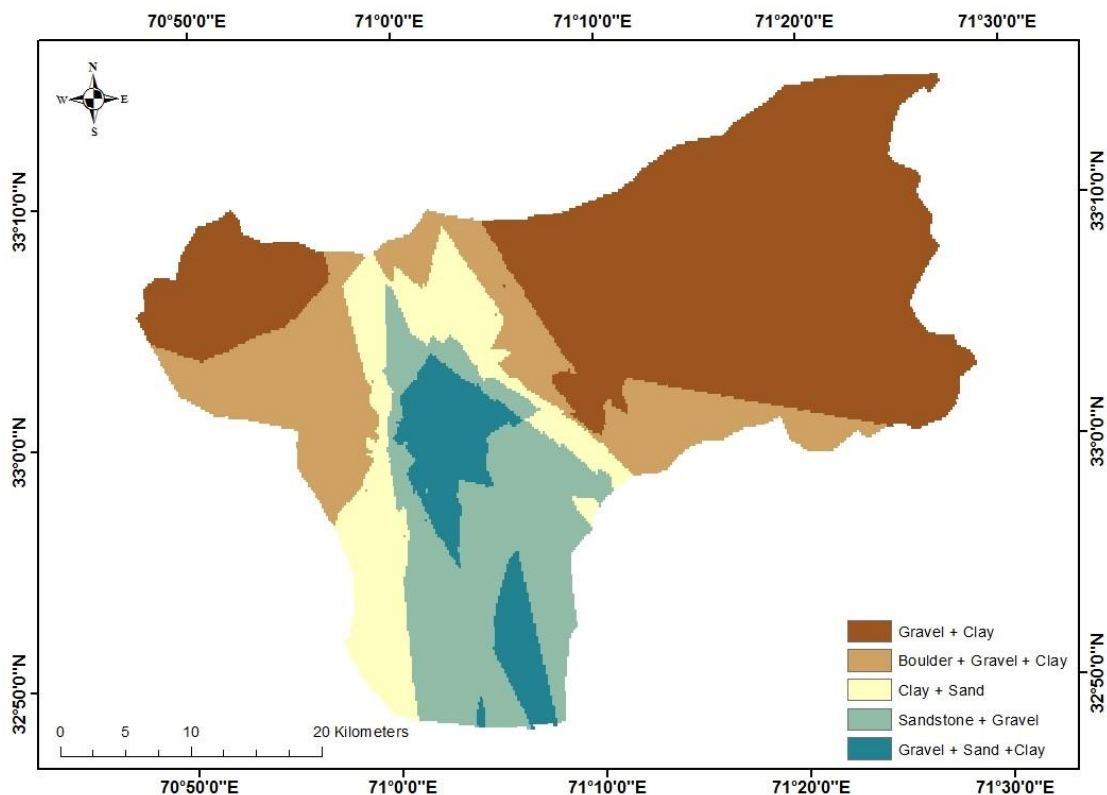 70°50'0"E 71°0'0"E 71°10'0"E 71°20'0"E 71°30'0"E
N
W E
S
33°10'0"N
33°10'0"N
33°0'0"N
33°0'0"N
Gravel + Clay
Boulder + Gravel + Clay
32°50'0"N
Clay + Sand
32°50'0"N
0 5 10 20 Kilometers
Sandstone + Gravel
Gravel + Sand +Clay
70°50'0"E 71°0'0"E 71°10'0"E 71°20'0"E 71°30'0"E